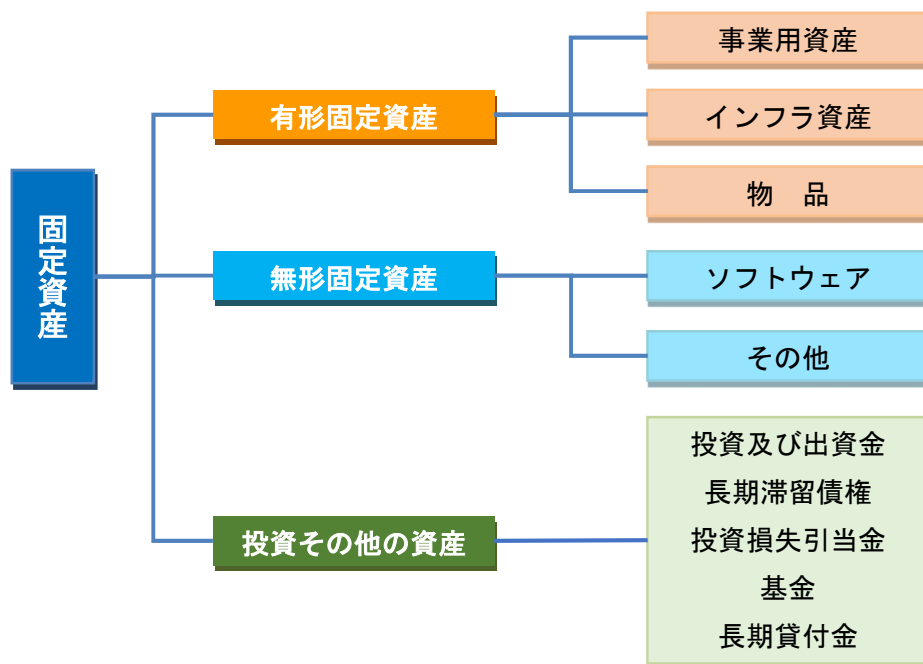 固定資産
有形固定資産
事業用資産
インフラ資産
物　品
無形固定資産
ソフトウェア
その他
投資その他の資産
投資及び出資金
長期滞留債権
投資損失引当金
基金
長期貸付金